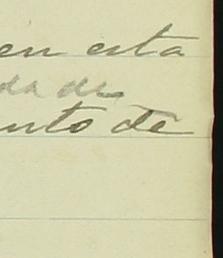 en esta
da de
nto de